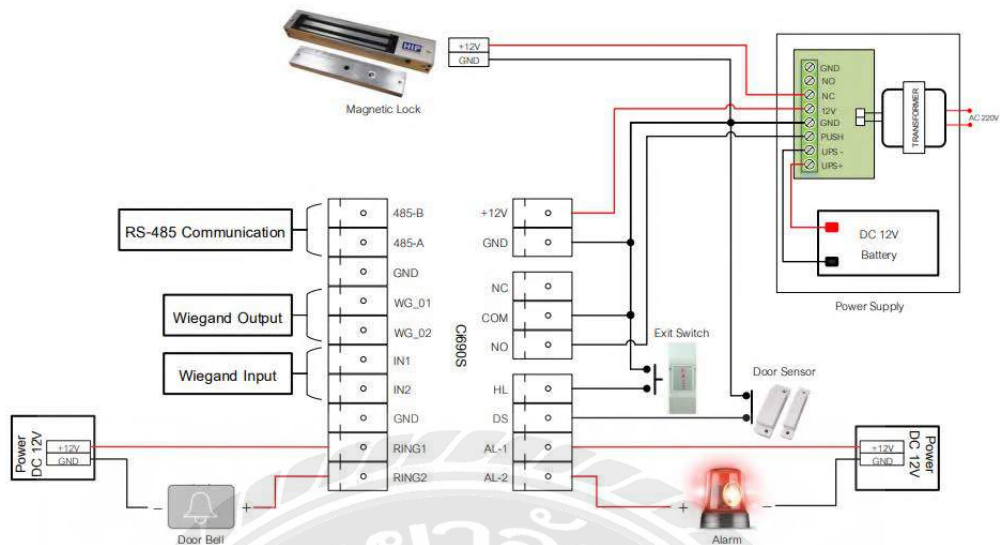 HIP
+12V
GND
Magnetic Lock
GND
NO
NC
12V
GND
PUSH
UPS -
UPS+
TRANSFORMER
AC 220V
DC 12V
Battery
Power Supply
RS-485 Communication
Wiegand Output
Wiegand Input
485-B
485-A
GND
WG_01
WG_02
IN1
IN2
GND
RING1
RING2
Ci690S
+12V
GND
NC
COM
NO
HL
DS
AL-1
AL-2
Exit Switch
Door Sensor
Power
DC 12V
+12V
GND
-
+
Door Bell
+
-
Alarm
+12V
GND
Power
DC 12V